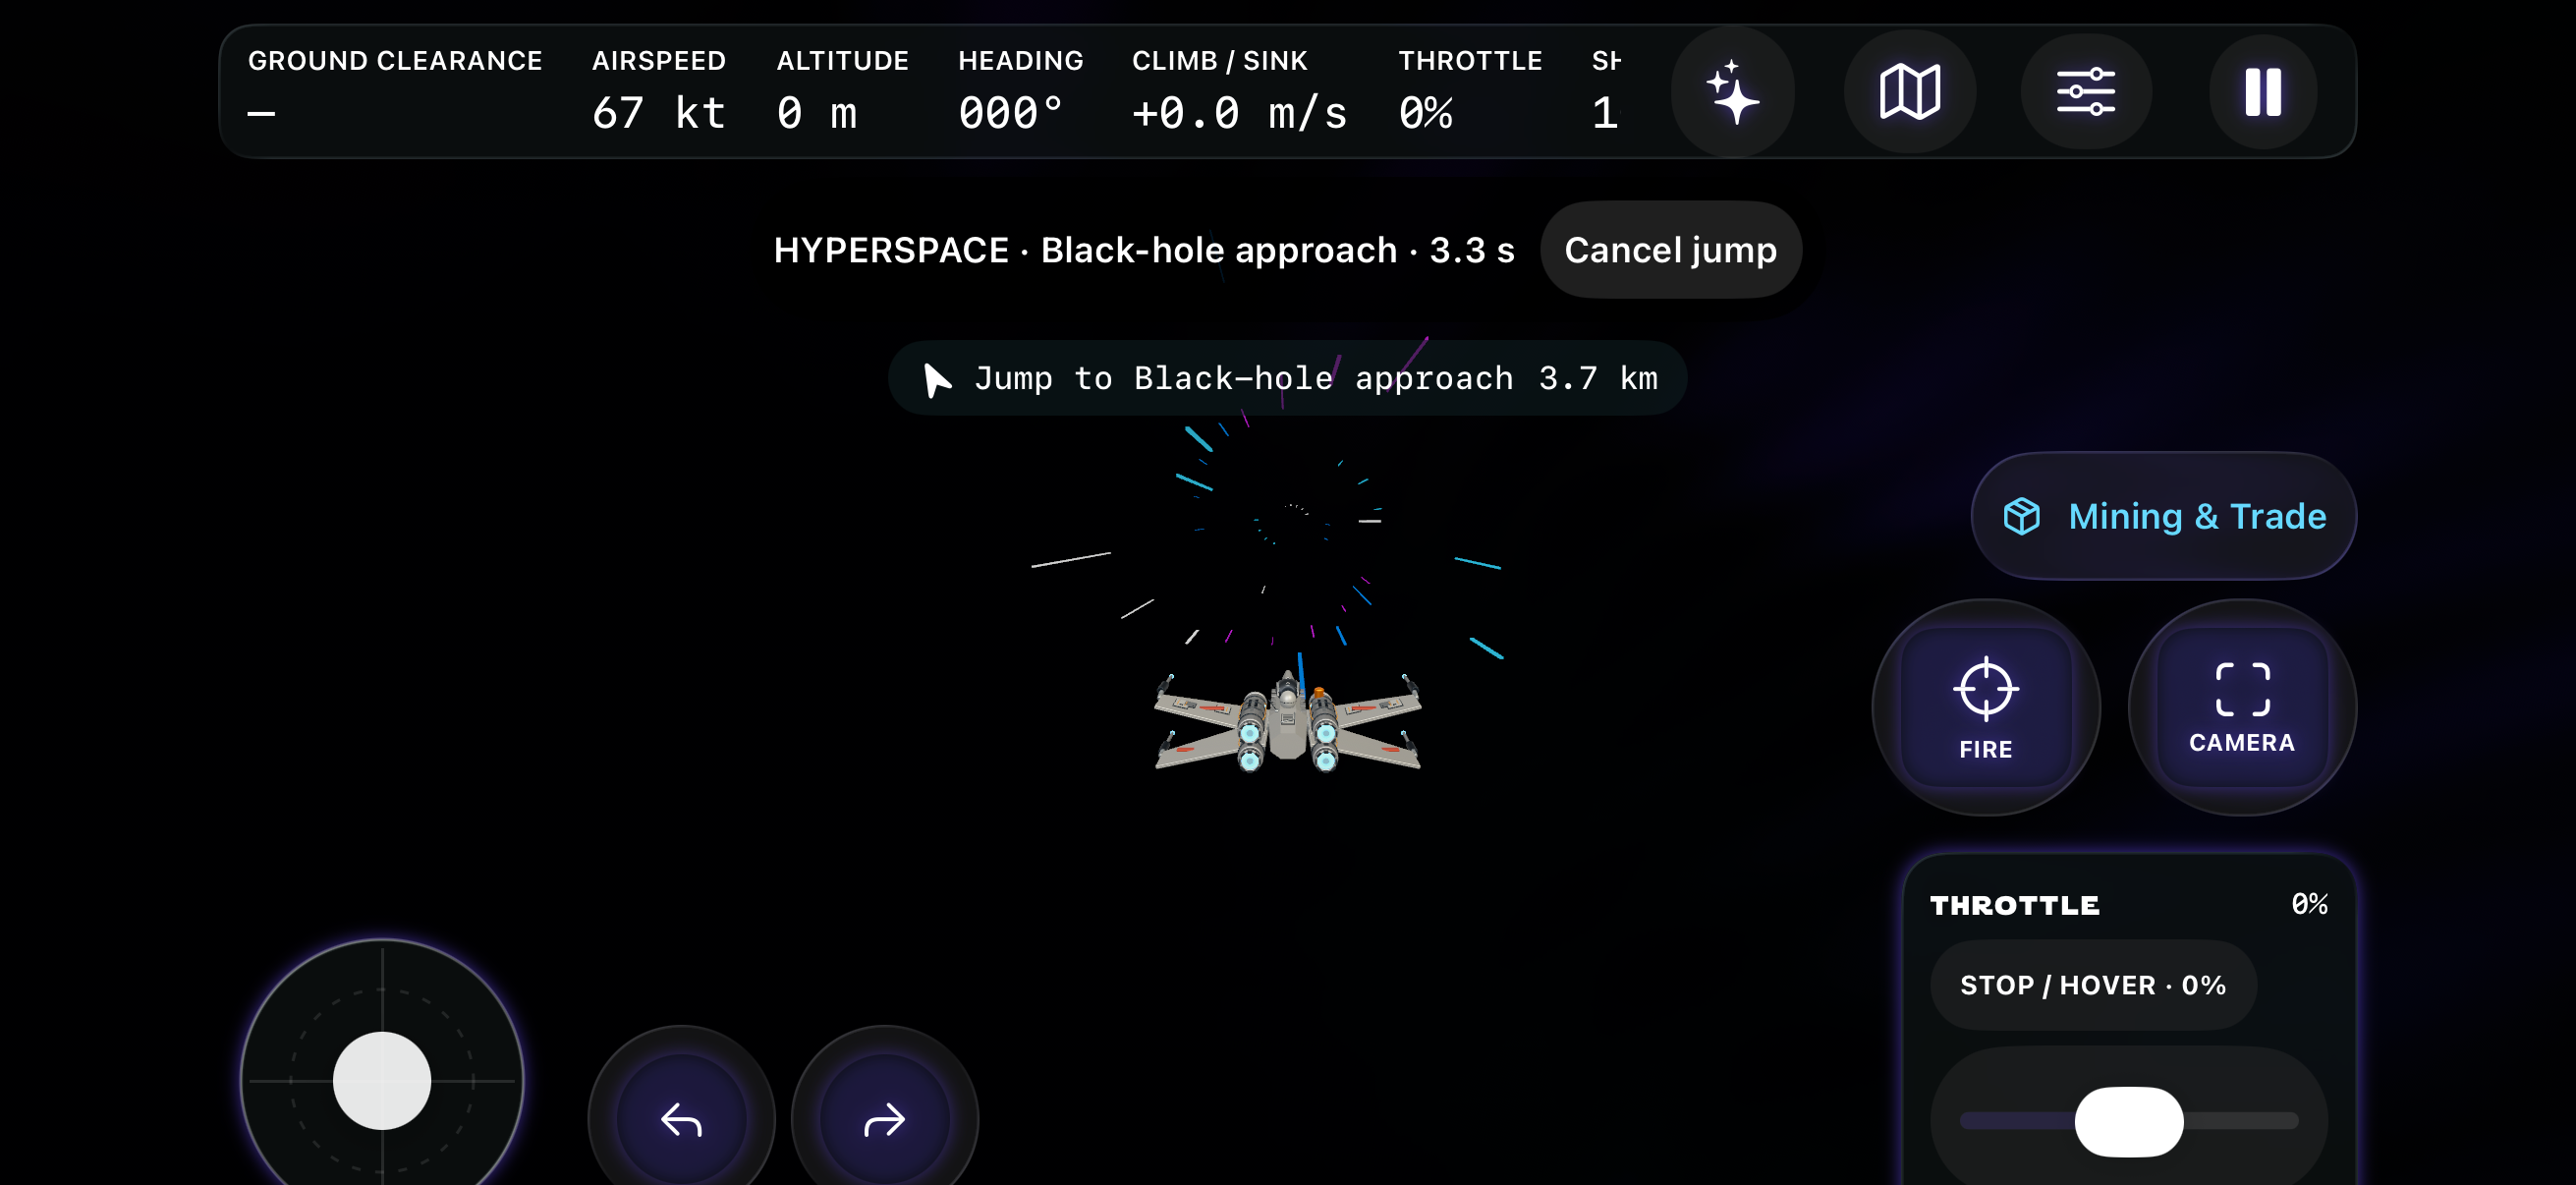 GROUND CLEARANCE AIRSPEED ALTITUDE HEADING CLIMB / SINK THROTTLE
— 67 kt 0 m 000° +0.0 m/s 0%
HYPERSPACE · Black-hole approach · 3.3 s Cancel jump
Jump to Black-hole approach 3.7 km
Mining & Trade
FIRE CAMERA
THROTTLE 0%
STOP / HOVER · 0%